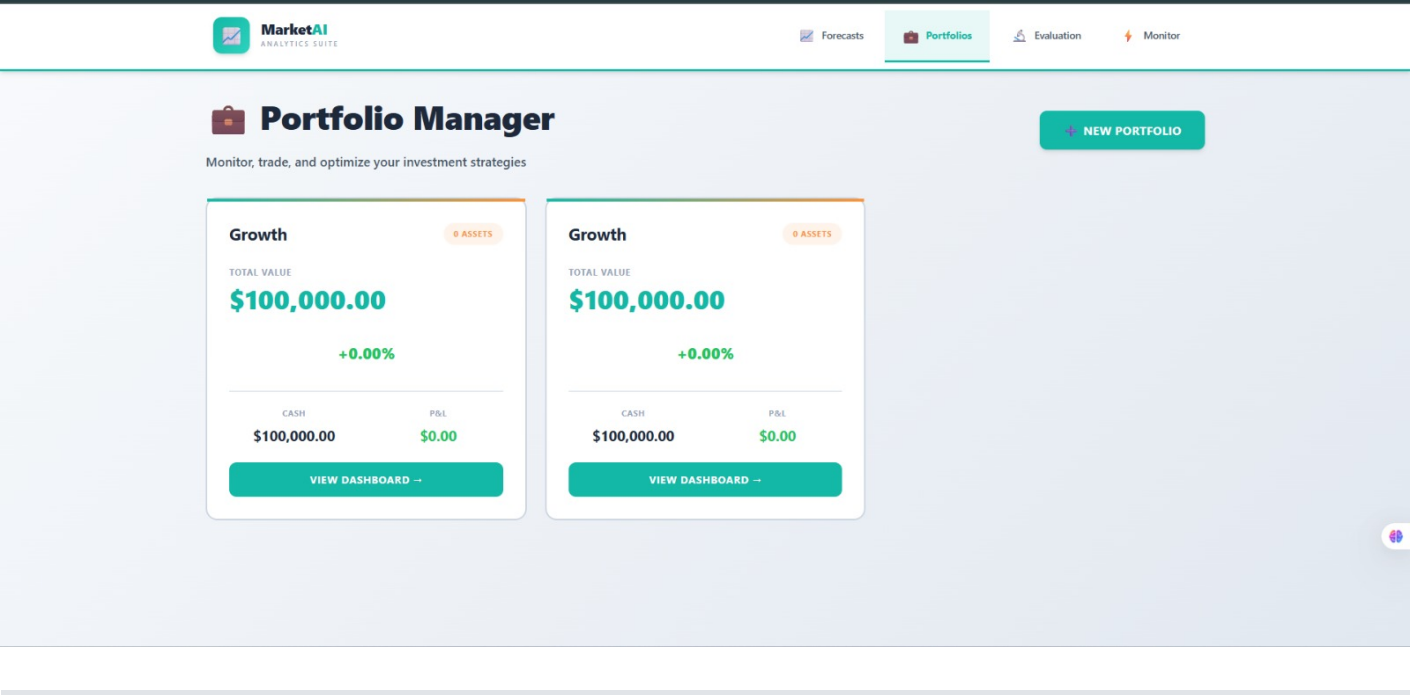 MarketAI
ANALYTICS SUITE
Forecasts
Portfolios
Evaluation
Monitor
Portfolio Manager
NEW PORTFOLIO
Monitor, trade, and optimize your investment strategies
Growth
0 ASSETS
TOTAL VALUE
$100,000.00
+0.00%
CASH
P&L
$100,000.00
$0.00
VIEW DASHBOARD →
Growth
0 ASSETS
TOTAL VALUE
$100,000.00
+0.00%
CASH
P&L
$100,000.00
$0.00
VIEW DASHBOARD →